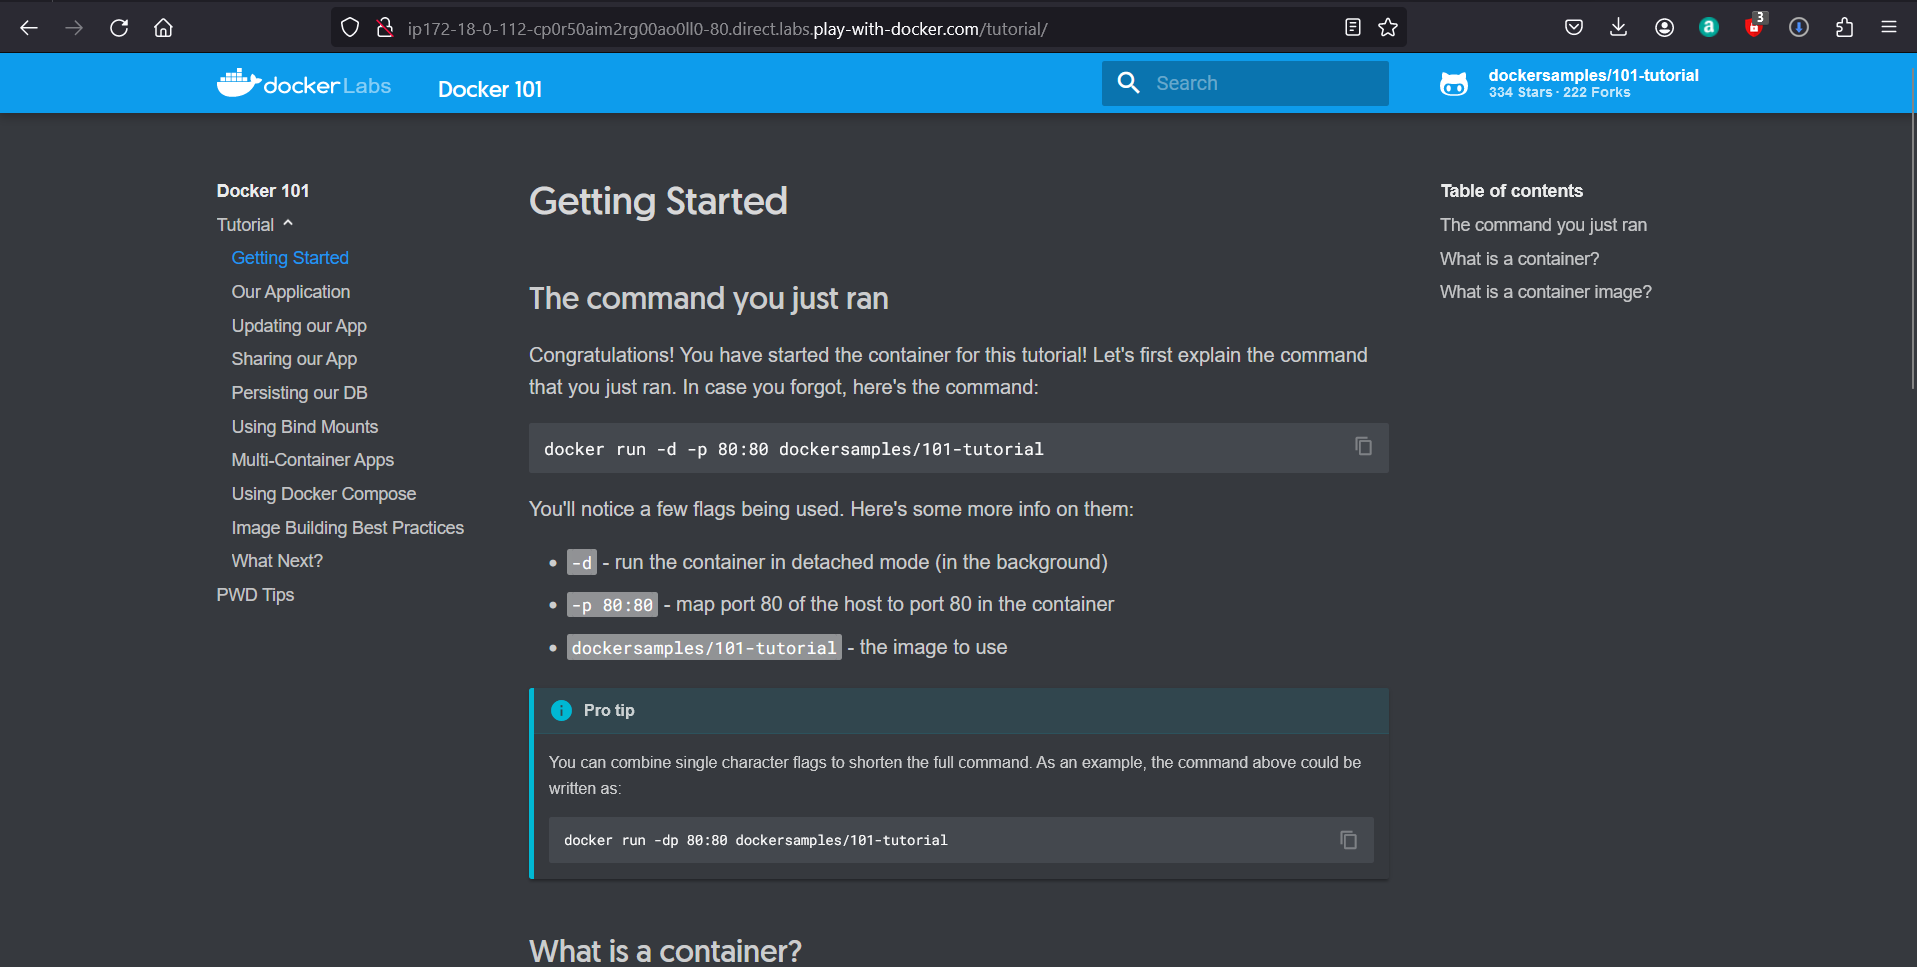 ip172-18-0-112-cp0r50aim2rg00ao0ll0-80.direct.labs.play-with-docker.com/tutorial/
3
a
docker Labs
Docker 101
Search
dockersamples/101-tutorial
334 Stars · 222 Forks
Docker 101
Tutorial
Getting Started
Our Application
Updating our App
Sharing our App
Persisting our DB
Using Bind Mounts
Multi-Container Apps
Using Docker Compose
Image Building Best Practices
What Next?
PWD Tips
Getting Started
The command you just ran
Congratulations! You have started the container for this tutorial! Let's first explain the command
that you just ran. In case you forgot, here's the command:
docker run -d -p 80:80 dockersamples/101-tutorial
You'll notice a few flags being used. Here's some more info on them:
• -d - run the container in detached mode (in the background)
• -p 80:80 - map port 80 of the host to port 80 in the container
• dockersamples/101-tutorial - the image to use
Pro tip
You can combine single character flags to shorten the full command. As an example, the command above could be
written as:
docker run -dp 80:80 dockersamples/101-tutorial
What is a container?
Table of contents
The command you just ran
What is a container?
What is a container image?